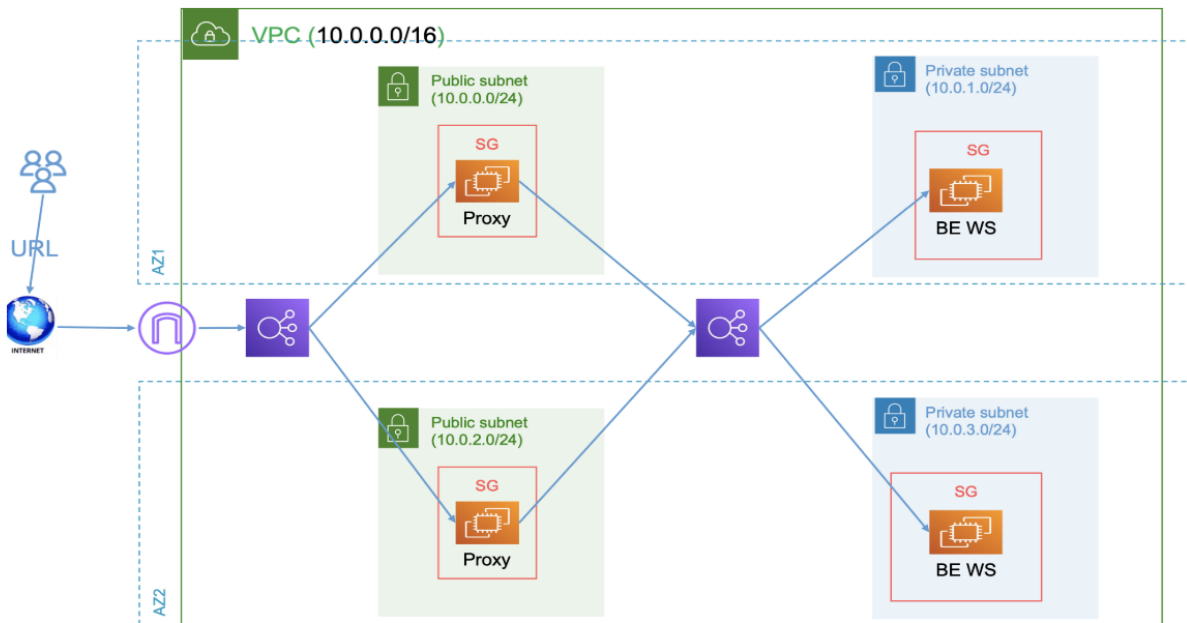 VPC (10.0.0.0/16)
Public subnet
(10.0.0.0/24)
SG
Proxy
Private subnet
(10.0.1.0/24)
SG
BE WS
URL
AZ1
INTERNET
Public subnet
(10.0.2.0/24)
SG
Proxy
Private subnet
(10.0.3.0/24)
SG
BE WS
AZ2